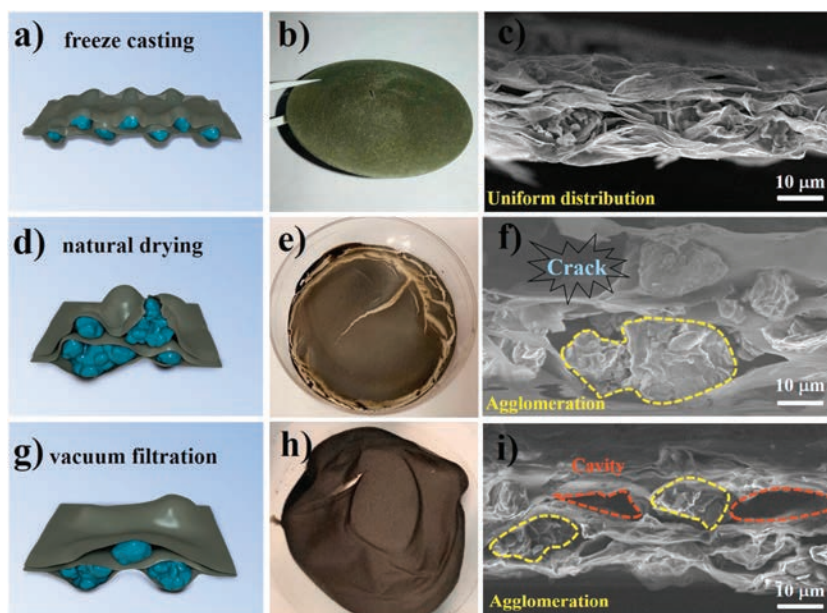 a) freeze casting
b)
c)
Uniform distribution
10 μm
d) natural drying
e)
f)
Crack
Agglomeration
10 μm
g) vacuum filtration
h)
i)
Cavity
Agglomeration
10 μm